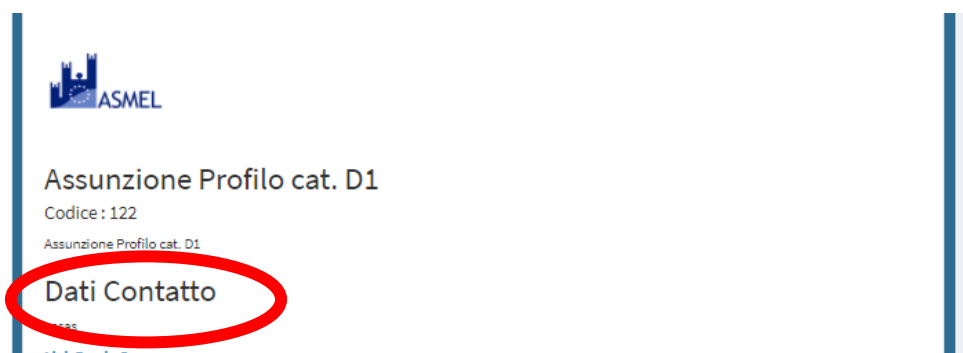 ASMEL
Assunzione Profilo cat. D1
Codice : 122
Assunzione Profilo cat. D1
Dati Contatto